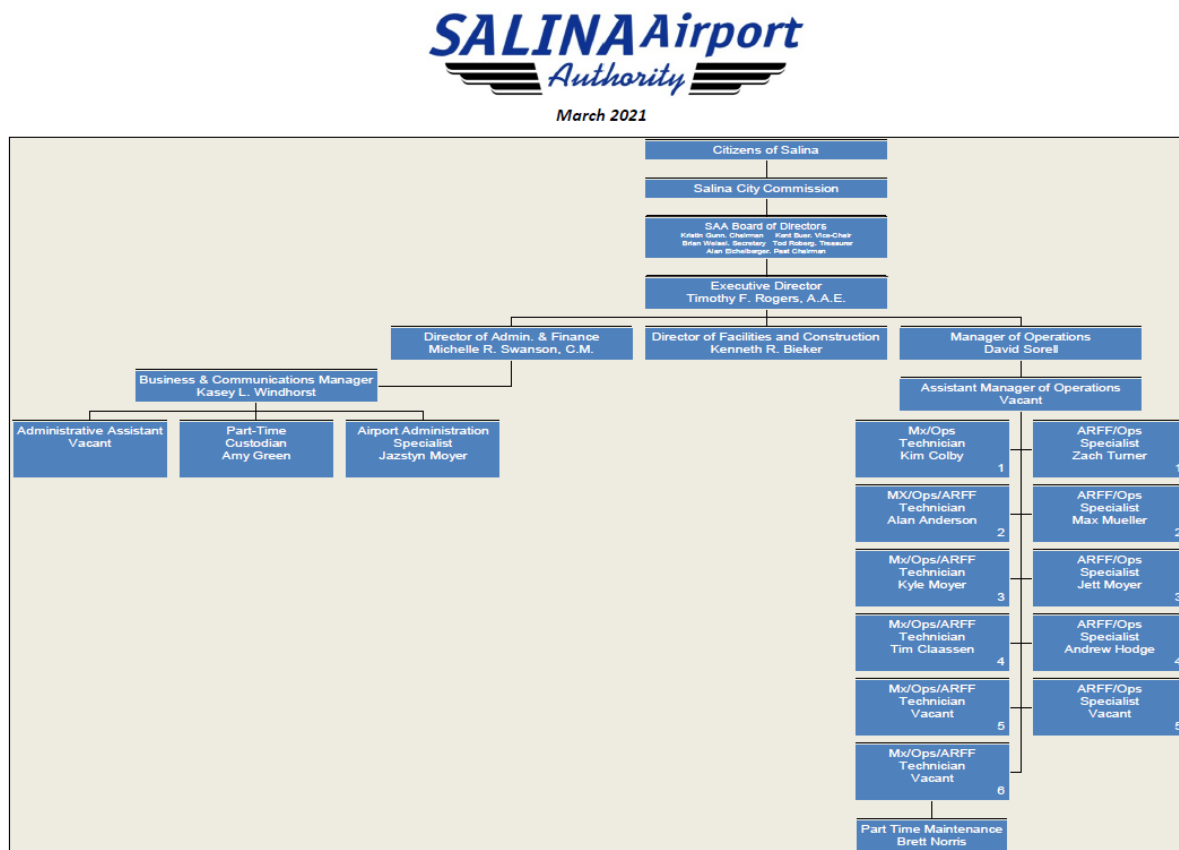 SALINA Airport
Authority
March 2021
Citizens of Salina
Salina City Commission
SAA Board of Directors
Kristin Gunn, Chairman Kent Buer, Vice-Chair
Brian Weisel, Secretary Tod Roberg, Treasurer
Alan Eichelberger, Past Chairman
Executive Director
Timothy F. Rogers, A.A.E.
Director of Admin. & Finance
Michelle R. Swanson, C.M.
Director of Facilities and Construction
Kenneth R. Bieker
Manager of Operations
David Sorell
Business & Communications Manager
Kasey L. Windhorst
Assistant Manager of Operations
Vacant
Administrative Assistant
Vacant
Part-Time
Custodian
Amy Green
Airport Administration
Specialist
Jazstyn Moyer
Mx/Ops
Technician
Kim Colby
1
ARFF/Ops
Specialist
Zach Turner
1
MX/Ops/ARFF
Technician
Alan Anderson
2
ARFF/Ops
Specialist
Max Mueller
2
Mx/Ops/ARFF
Technician
Kyle Moyer
3
ARFF/Ops
Specialist
Jett Moyer
3
Mx/Ops/ARFF
Technician
Tim Claassen
4
ARFF/Ops
Specialist
Andrew Hodge
4
Mx/Ops/ARFF
Technician
Vacant
5
ARFF/Ops
Specialist
Vacant
5
Mx/Ops/ARFF
Technician
Vacant
6
Part Time Maintenance
Brett Norris